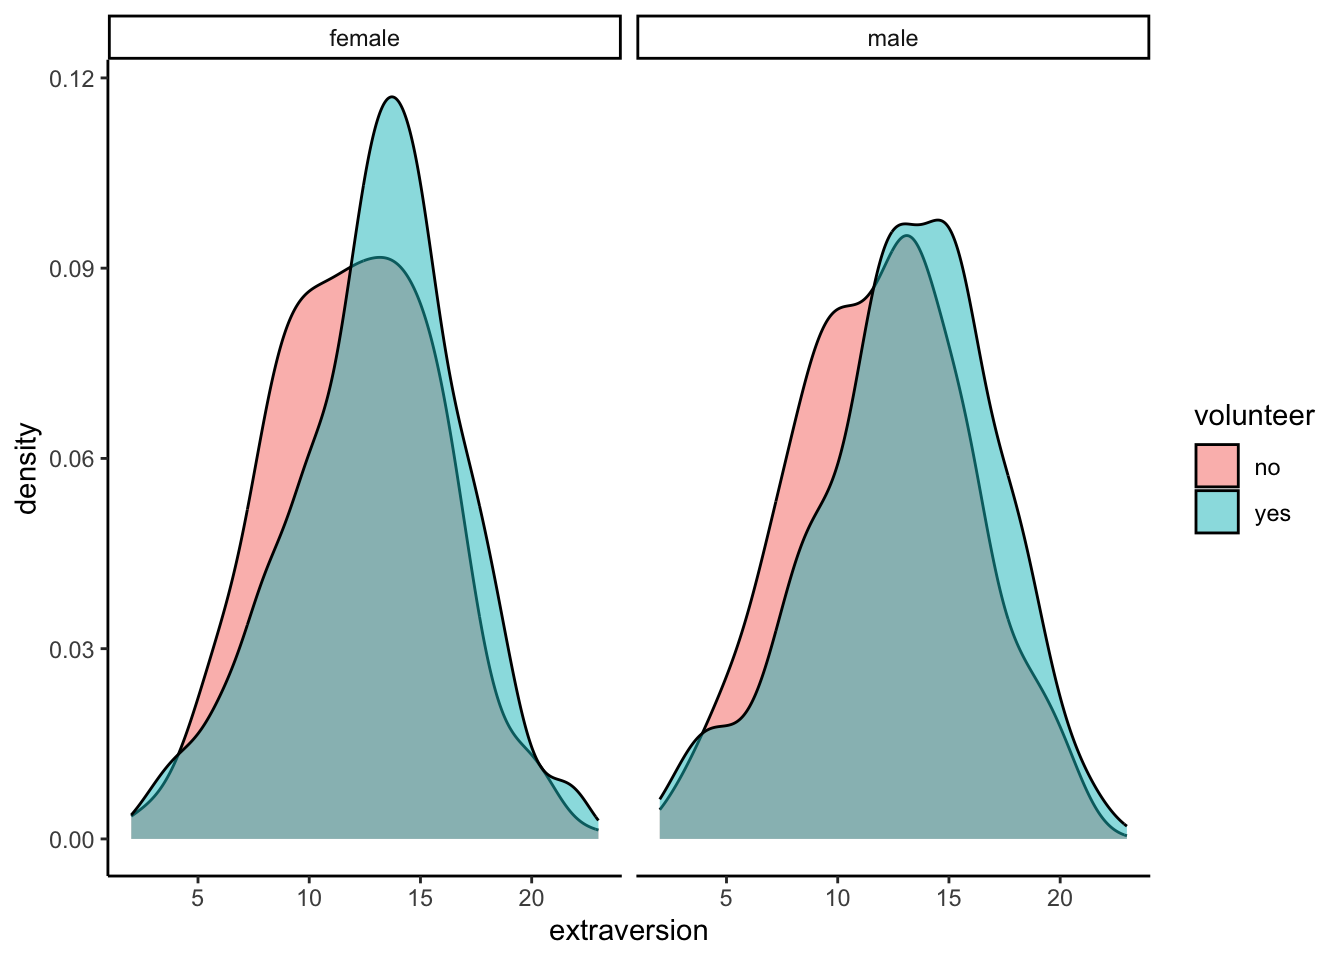 female
male
0.12
0.09
0.06
0.03
0.00
density
5 10 15 20
5 10 15 20
extraversion
volunteer
no
yes